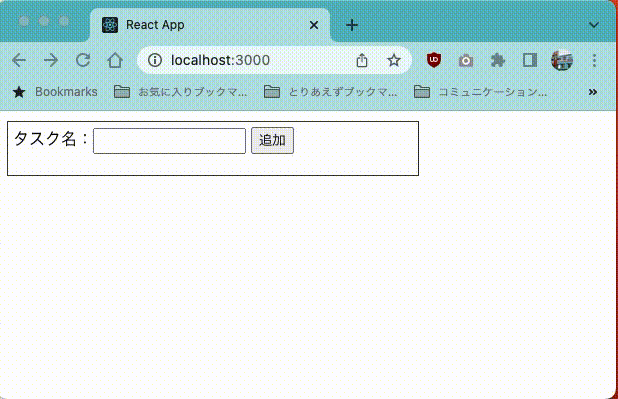 React App
localhost:3000
Bookmarks
お気に入りブックマ...
とりあえずブックマ...
コミュニケーション...
タスク名：
追加